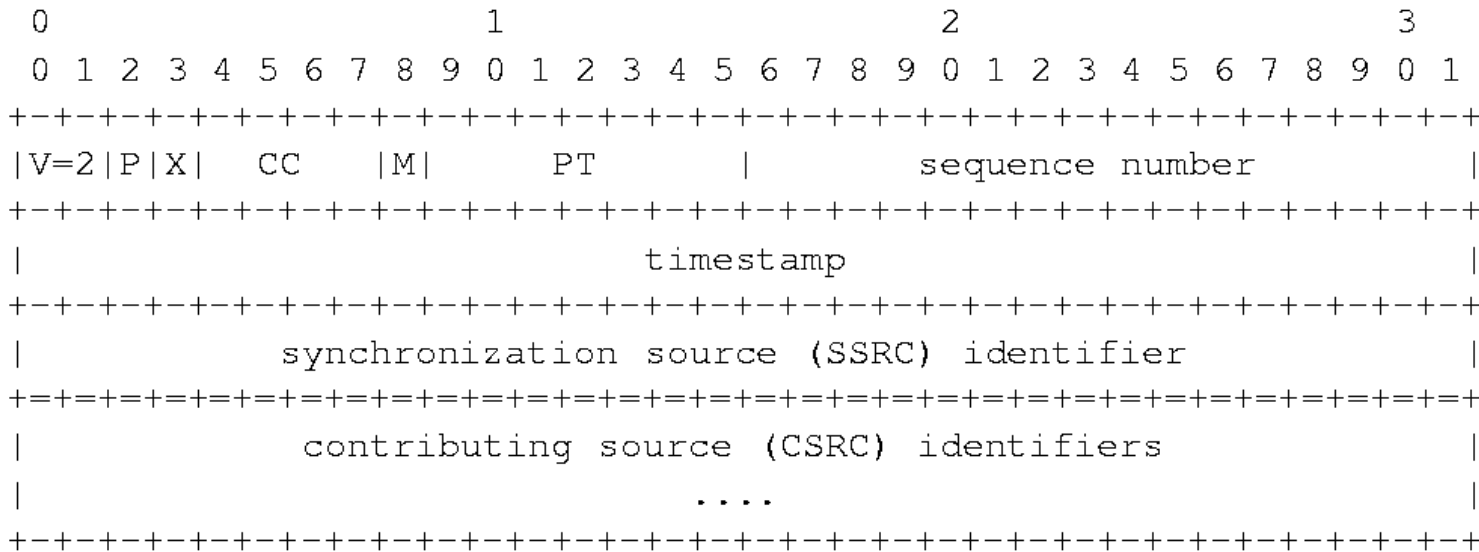 0                   1                   2                   3
 0 1 2 3 4 5 6 7 8 9 0 1 2 3 4 5 6 7 8 9 0 1 2 3 4 5 6 7 8 9 0 1
+-+-+-+-+-+-+-+-+-+-+-+-+-+-+-+-+-+-+-+-+-+-+-+-+-+-+-+-+-+-+-+-+
|V=2|P|X|  CC   |M|     PT      |       sequence number         |
+-+-+-+-+-+-+-+-+-+-+-+-+-+-+-+-+-+-+-+-+-+-+-+-+-+-+-+-+-+-+-+-+
|                           timestamp                           |
+-+-+-+-+-+-+-+-+-+-+-+-+-+-+-+-+-+-+-+-+-+-+-+-+-+-+-+-+-+-+-+-+
|           synchronization source (SSRC) identifier            |
+=+=+=+=+=+=+=+=+=+=+=+=+=+=+=+=+=+=+=+=+=+=+=+=+=+=+=+=+=+=+=+=+
|            contributing source (CSRC) identifiers             |
|                             ....                              |
+-+-+-+-+-+-+-+-+-+-+-+-+-+-+-+-+-+-+-+-+-+-+-+-+-+-+-+-+-+-+-+-+